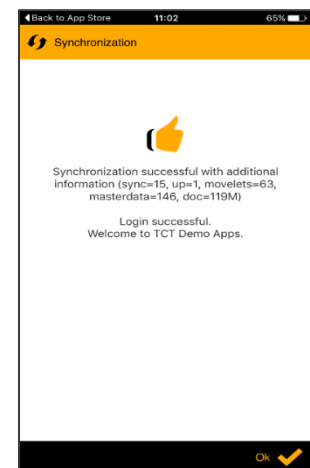 Back to App Store 11:02 65%
Synchronization
Synchronization successful with additional
information (sync=15, up=1, movelets=63,
masterdata=146, doc=119M)
Login successful.
Welcome to TCT Demo Apps.
Ok